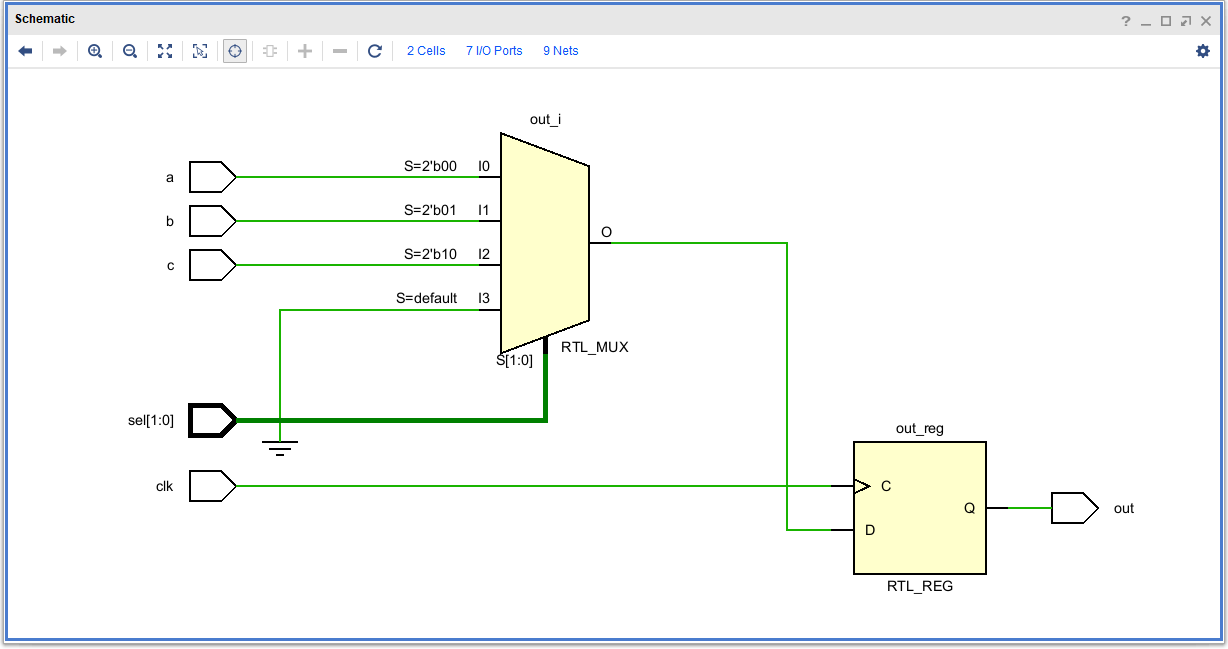 Schematic
2 Cells 7 I/O Ports 9 Nets
out_i
a S=2'b00 I0
b S=2'b01 I1
c S=2'b10 I2
O
S=default I3
RTL_MUX
S[1:0]
sel[1:0]
out_reg
clk C
Q out
D
RTL_REG